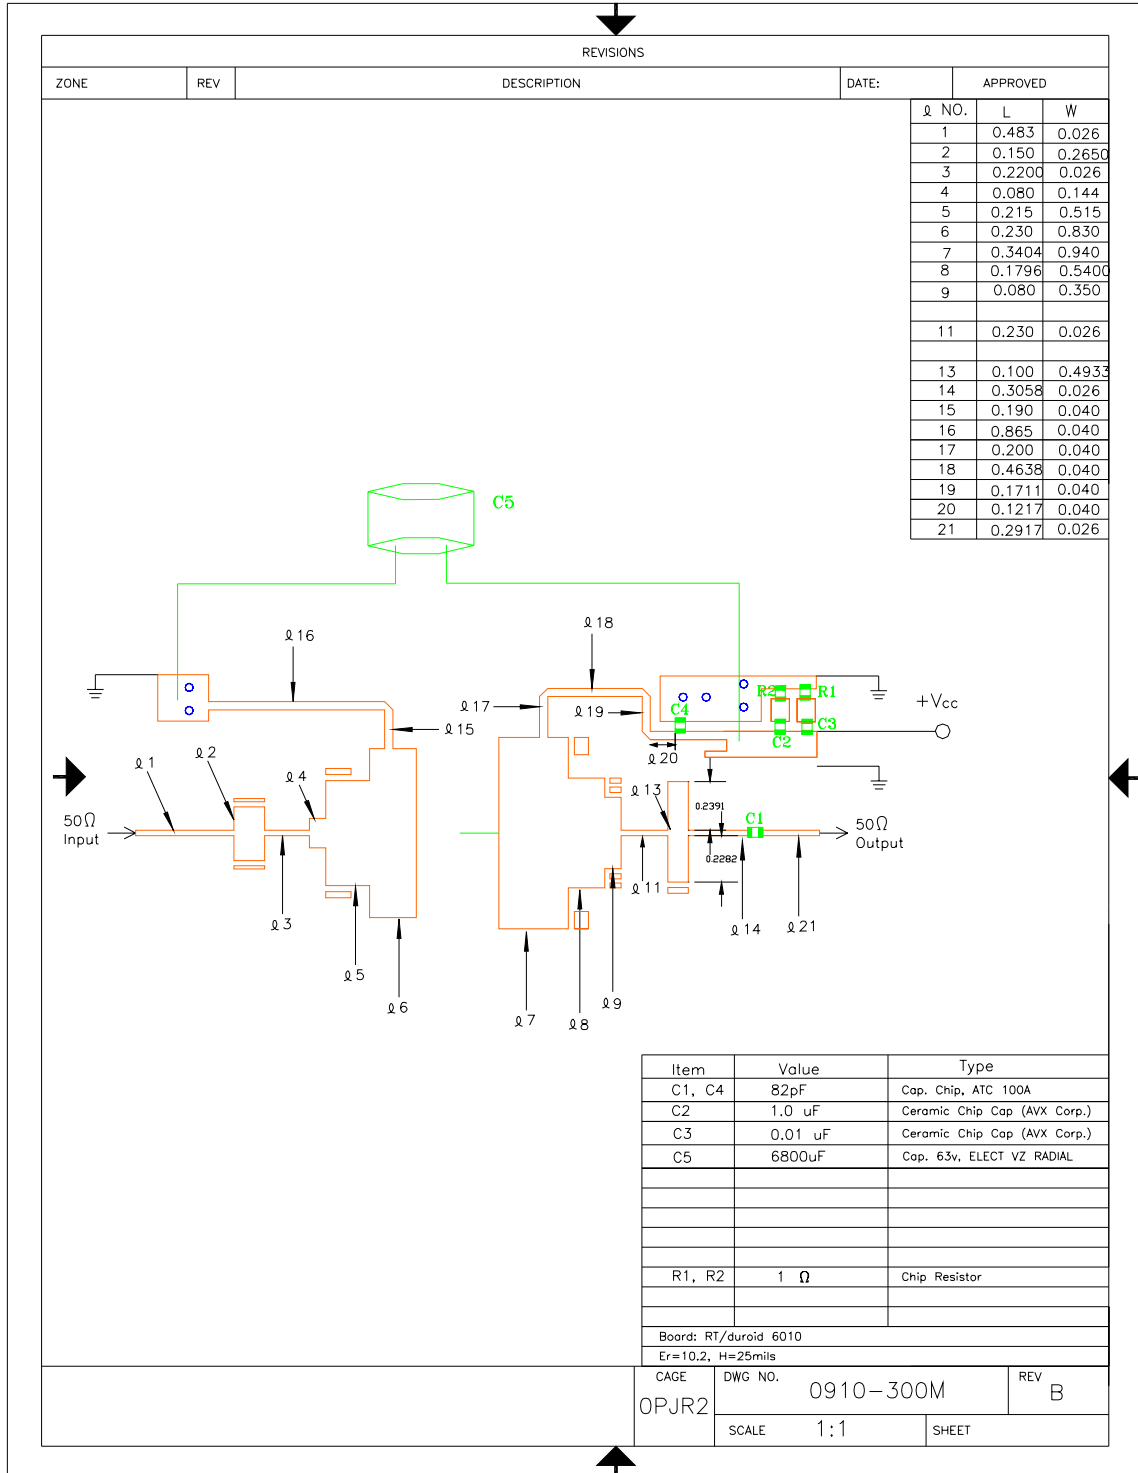 REVISIONS
ZONE REV DESCRIPTION DATE: APPROVED
ℓ NO. L W
1 0.483 0.026
2 0.150 0.2650
3 0.2200 0.026
4 0.080 0.144
5 0.215 0.515
6 0.230 0.830
7 0.3404 0.940
8 0.1796 0.5400
9 0.080 0.350
11 0.230 0.026
13 0.100 0.4933
14 0.3058 0.026
15 0.190 0.040
16 0.865 0.040
17 0.200 0.040
18 0.4638 0.040
19 0.1711 0.040
20 0.1217 0.040
21 0.2917 0.026
C5
ℓ16
ℓ18
R2 R1
ℓ17
ℓ19
C4
+Vcc
ℓ15
C2
C3
ℓ20
ℓ1
ℓ2
ℓ4
ℓ13
0.2391
50Ω
Input
C1
50Ω
Output
0.2282
ℓ3
ℓ5
ℓ6
ℓ7
ℓ8
ℓ9
ℓ11
ℓ14
ℓ21
Item Value Type
C1, C4 82pF Cap. Chip, ATC 100A
C2 1.0 uF Ceramic Chip Cap (AVX Corp.)
C3 0.01 uF Ceramic Chip Cap (AVX Corp.)
C5 6800uF Cap. 63v, ELECT VZ RADIAL
R1, R2 1 Ω Chip Resistor
Board: RT/duroid 6010
Er=10.2, H=25mils
CAGE
OPJR2
DWG NO.
0910-300M
REV
B
SCALE 1:1
SHEET